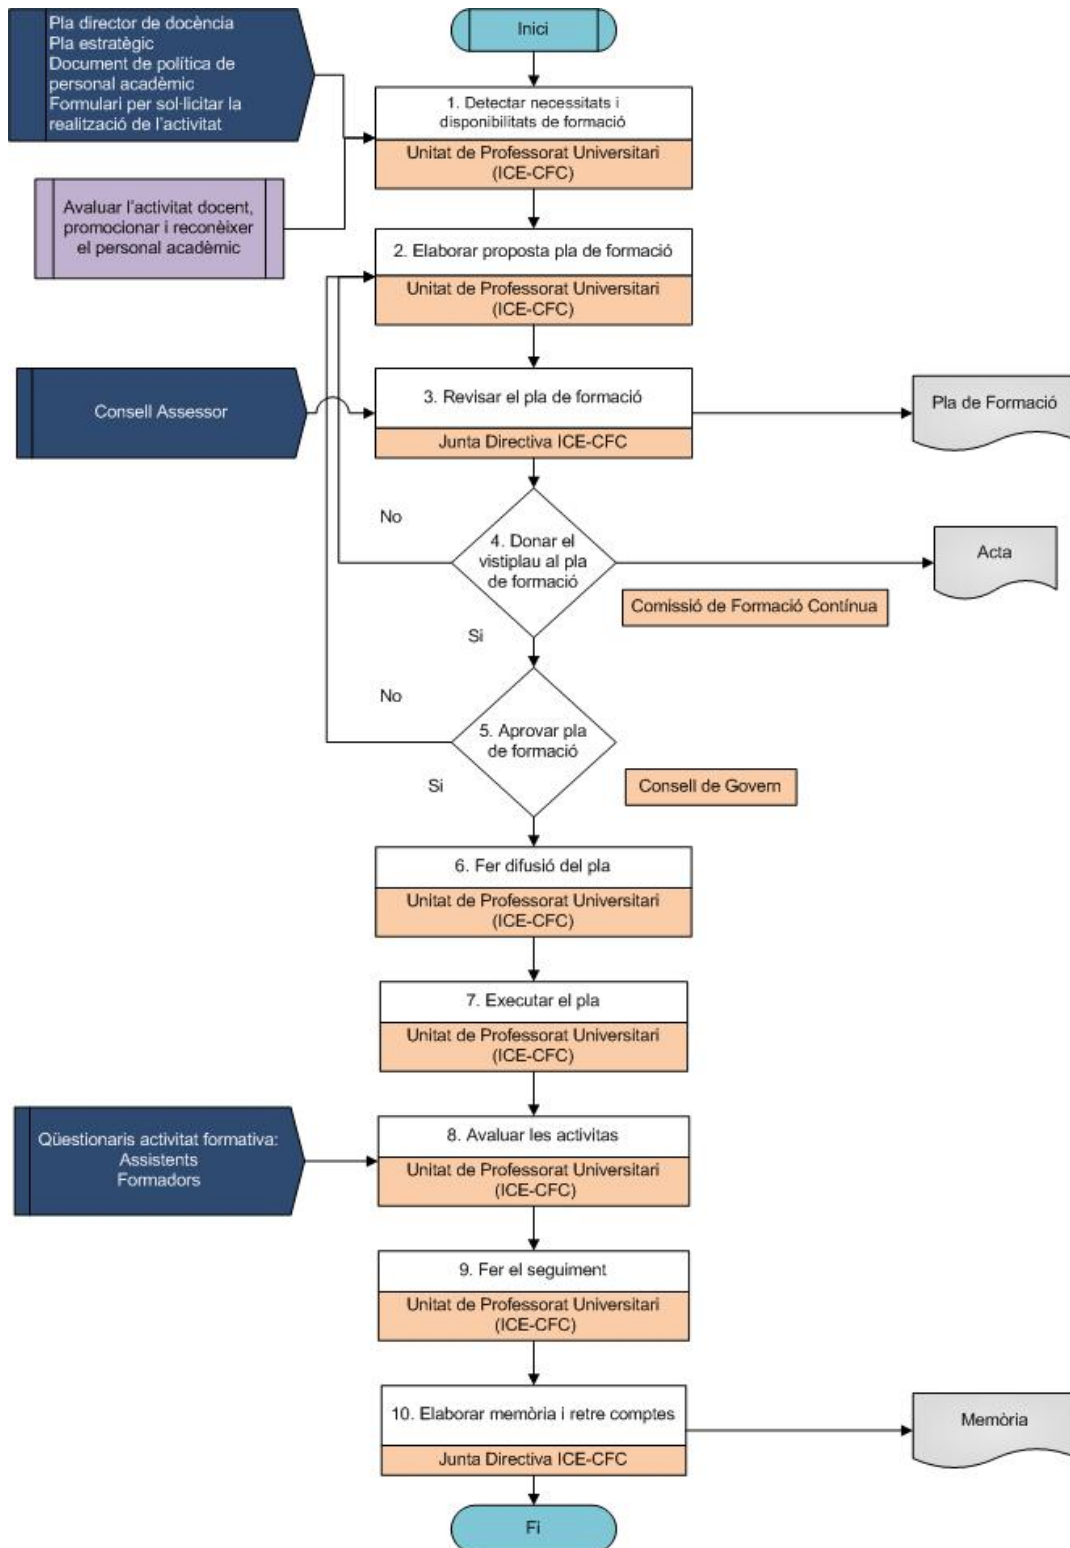 Pla director de docència
Pla estratègic
Document de política de
personal acadèmic
Formulari per sol·licitar la
realització de l'activitat
Inici
1. Detectar necessitats i
disponibilitats de formació
Unitat de Professorat Universitari
(ICE-CFC)
Avaluar l'activitat docent,
promocionar i reconèixer
el personal acadèmic
2. Elaborar proposta pla de formació
Unitat de Professorat Universitari
(ICE-CFC)
Consell Assessor
3. Revisar el pla de formació
Junta Directiva ICE-CFC
Pla de Formació
No
4. Donar el
vistiplau al pla
de formació
Acta
Comissió de Formació Contínua
Si
No
5. Aprovar pla
de formació
Si
Consell de Govern
6. Fer difusió del pla
Unitat de Professorat Universitari
(ICE-CFC)
7. Executar el pla
Unitat de Professorat Universitari
(ICE-CFC)
Qüestionaris activitat formativa:
Assistents
Formadors
8. Avaluar les activitas
Unitat de Professorat Universitari
(ICE-CFC)
9. Fer el seguiment
Unitat de Professorat Universitari
(ICE-CFC)
10. Elaborar memòria i retre comptes
Junta Directiva ICE-CFC
Memòria
Fi